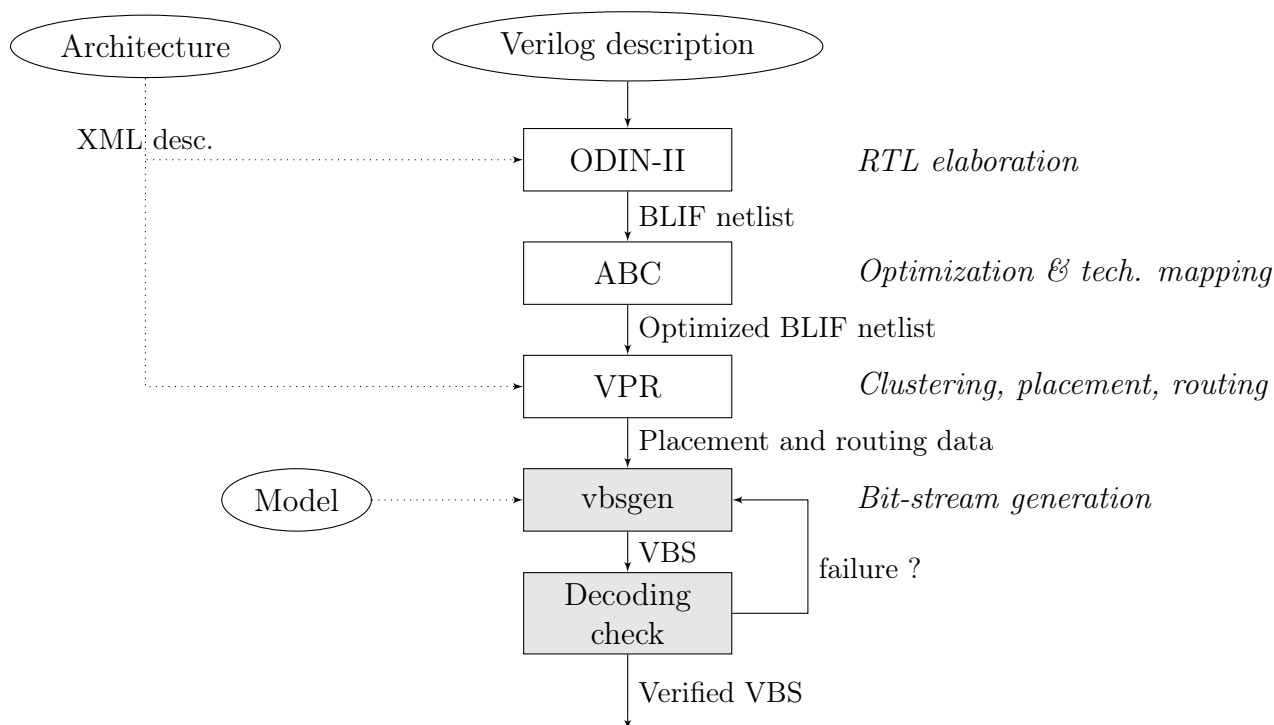 Architecture
Verilog description
XML desc.
ODIN-II
RTL elaboration
BLIF netlist
ABC
Optimization & tech. mapping
Optimized BLIF netlist
VPR
Clustering, placement, routing
Placement and routing data
Model
vbsgen
Bit-stream generation
VBS
failure ?
Decoding
check
Verified VBS